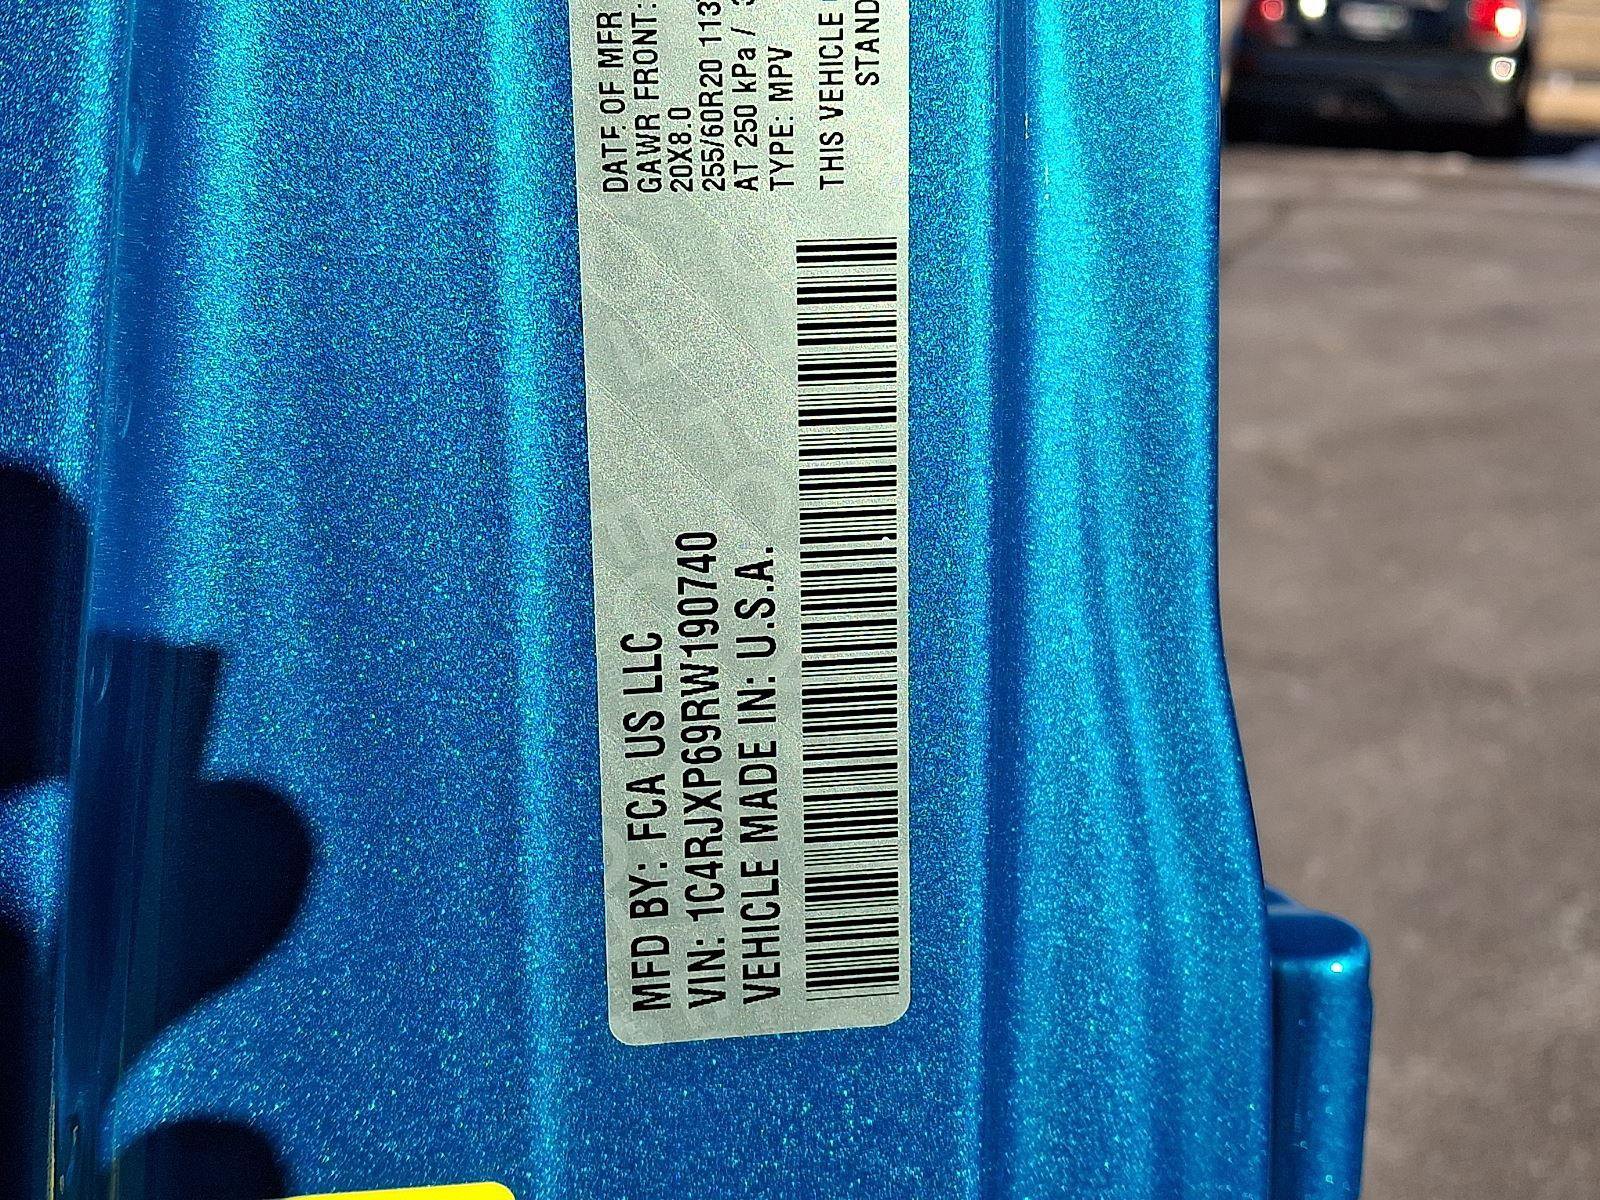 MFD BY: FCA US LLC
VIN: 1C4RJXP69RW190740
VEHICLE MADE IN: U.S.A.
DATE OF MFR
GAWR FRONT:
20X8.0
255/60R20 113
AT 250 kPa /
TYPE: MPV
THIS VEHICLE
STAND